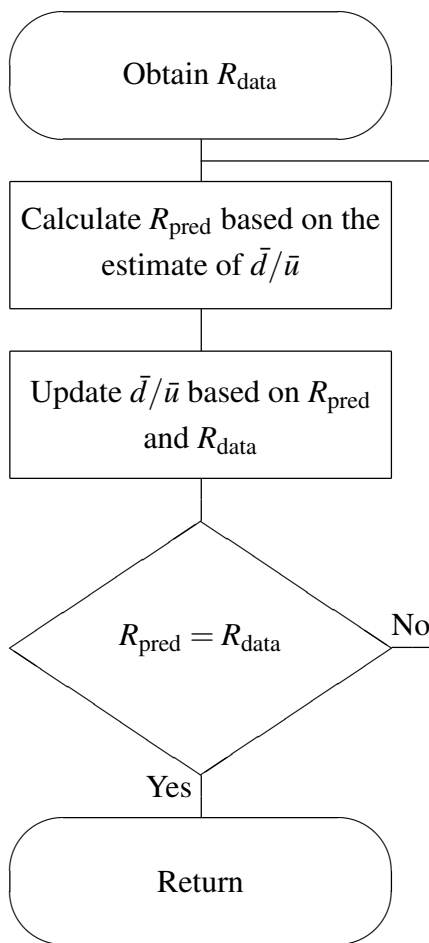 Obtain R_data
Calculate R_pred based on the
estimate of d̄/ū
Update d̄/ū based on R_pred
and R_data
R_pred = R_data
No
Yes
Return